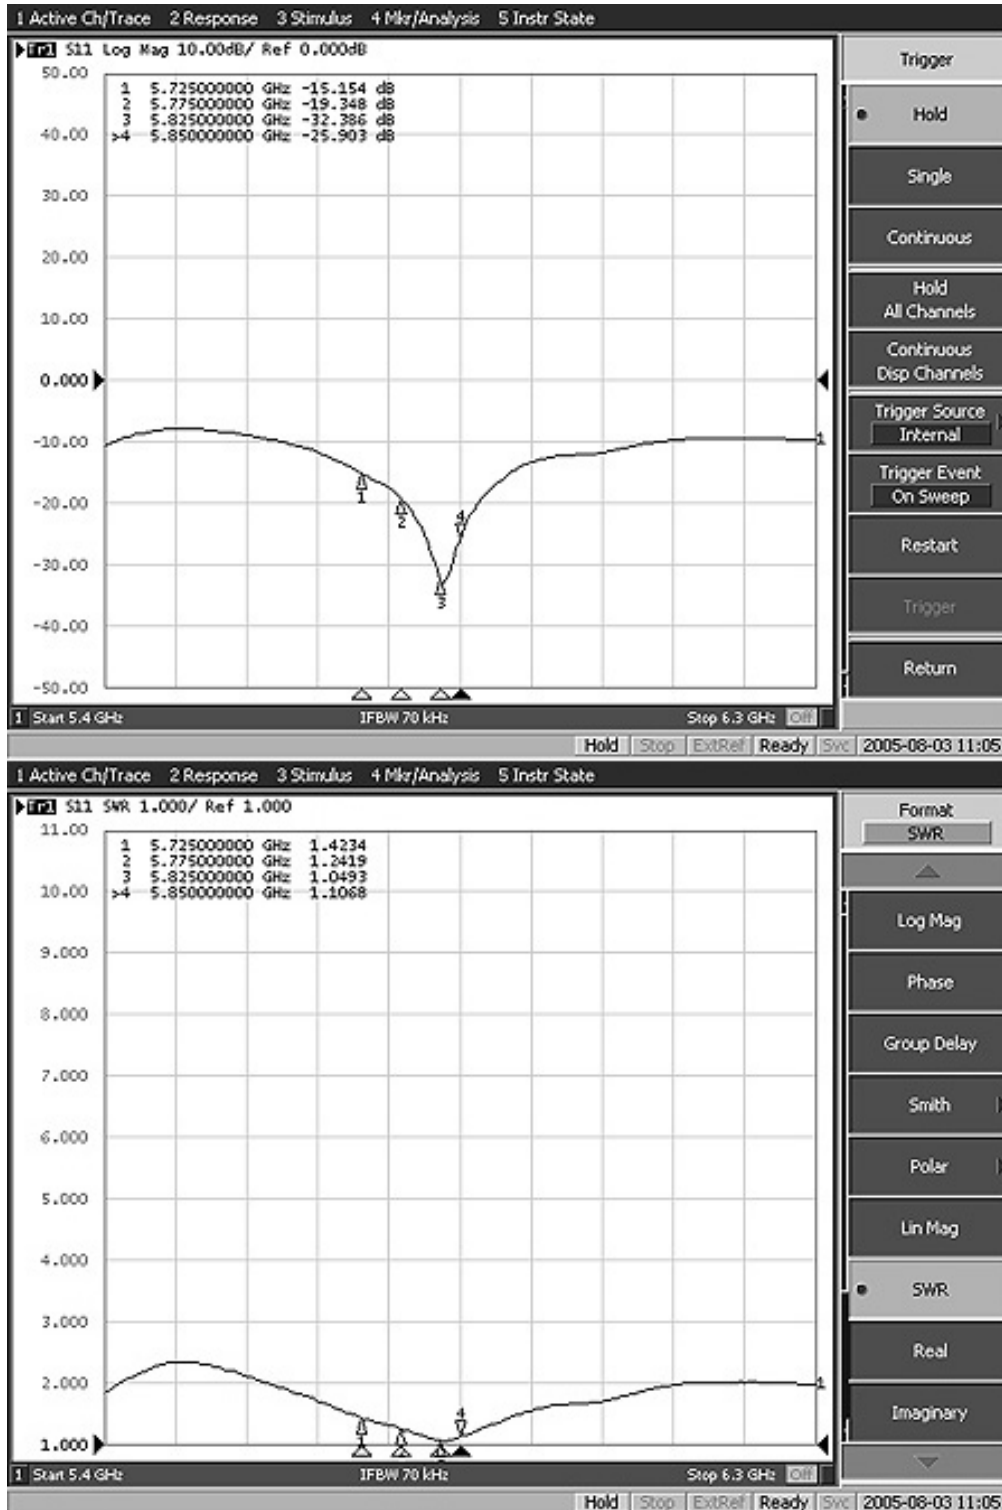 1 Active Ch/Trace 2 Response 3 Stimulus 4 Mkr/Analysis 5 Instr State
Tr1 S11 Log Mag 10.00dB/ Ref 0.000dB
50.00
1 5.725000000 GHz -15.154 dB
2 5.775000000 GHz -19.348 dB
3 5.825000000 GHz -32.386 dB
>4 5.850000000 GHz -25.903 dB
40.00
30.00
20.00
10.00
0.000
-10.00
-20.00
-30.00
-40.00
-50.00
1
1
2
3
4
1 Start 5.4 GHz IFBW 70 kHz Stop 6.3 GHz Off
Trigger
Hold
Single
Continuous
Hold
All Channels
Continuous
Disp Channels
Trigger Source
Internal
Trigger Event
On Sweep
Restart
Trigger
Return
Hold Stop ExtRef Ready Svc 2005-08-03 11:05
1 Active Ch/Trace 2 Response 3 Stimulus 4 Mkr/Analysis 5 Instr State
Tr1 S11 SWR 1.000/ Ref 1.000
11.00
1 5.725000000 GHz 1.4234
2 5.775000000 GHz 1.2419
3 5.825000000 GHz 1.0493
>4 5.850000000 GHz 1.1068
10.00
9.000
8.000
7.000
6.000
5.000
4.000
3.000
2.000
1.000
1
1
4
1 Start 5.4 GHz IFBW 70 kHz Stop 6.3 GHz Off
Format
SWR
Log Mag
Phase
Group Delay
Smith
Polar
Lin Mag
SWR
Real
Imaginary
Hold Stop ExtRef Ready Svc 2005-08-03 11:05